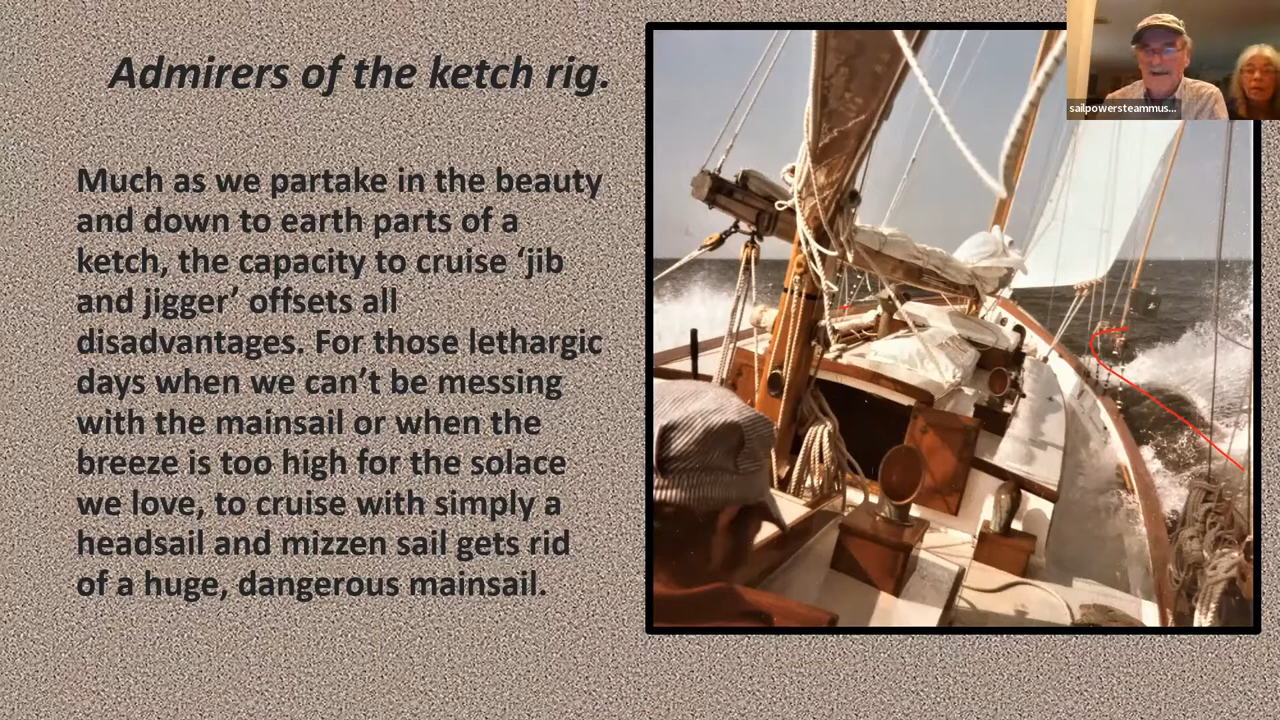 Admirers of the ketch rig.
Much as we partake in the beauty
and down to earth parts of a
ketch, the capacity to cruise ‘jib
and jigger’ offsets all
disadvantages. For those lethargic
days when we can’t be messing
with the mainsail or when the
breeze is too high for the solace
we love, to cruise with simply a
headsail and mizzen sail gets rid
of a huge, dangerous mainsail.
sailpowersteammus...